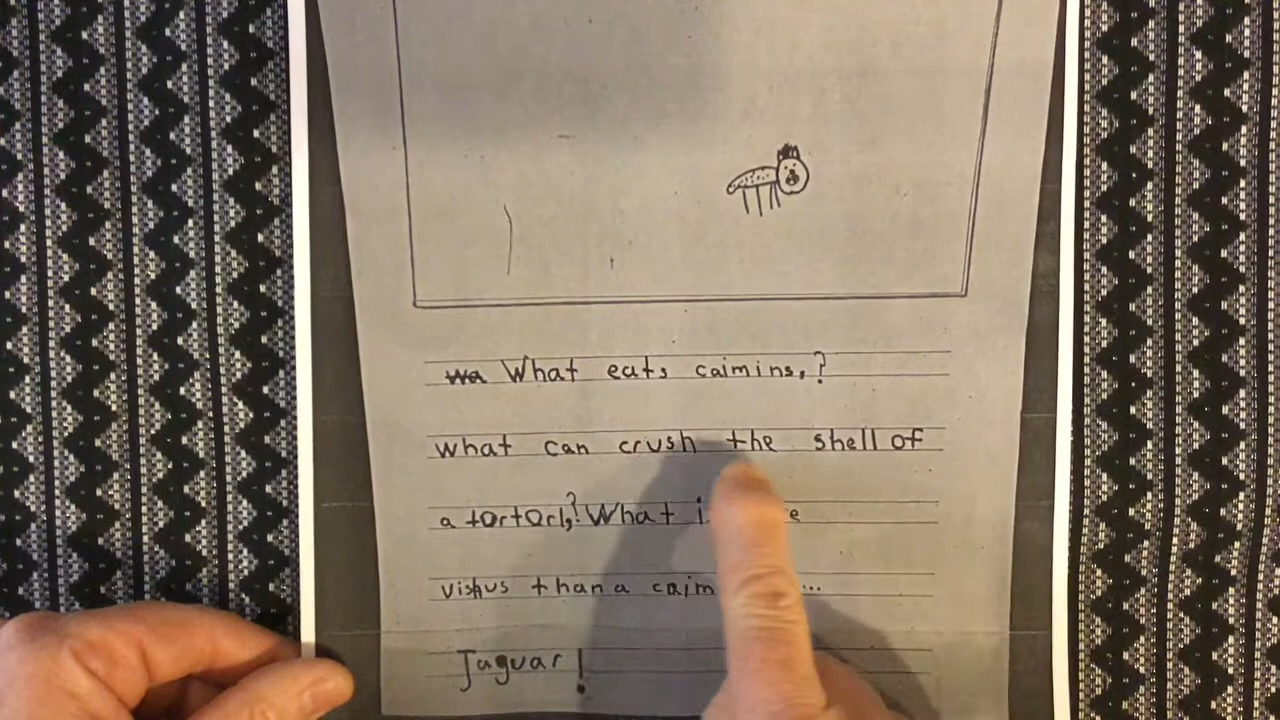 wa What eats caimins,?
what can crush the shell of
a tortorl,? What
vishus than a caim ...
Jaguar!